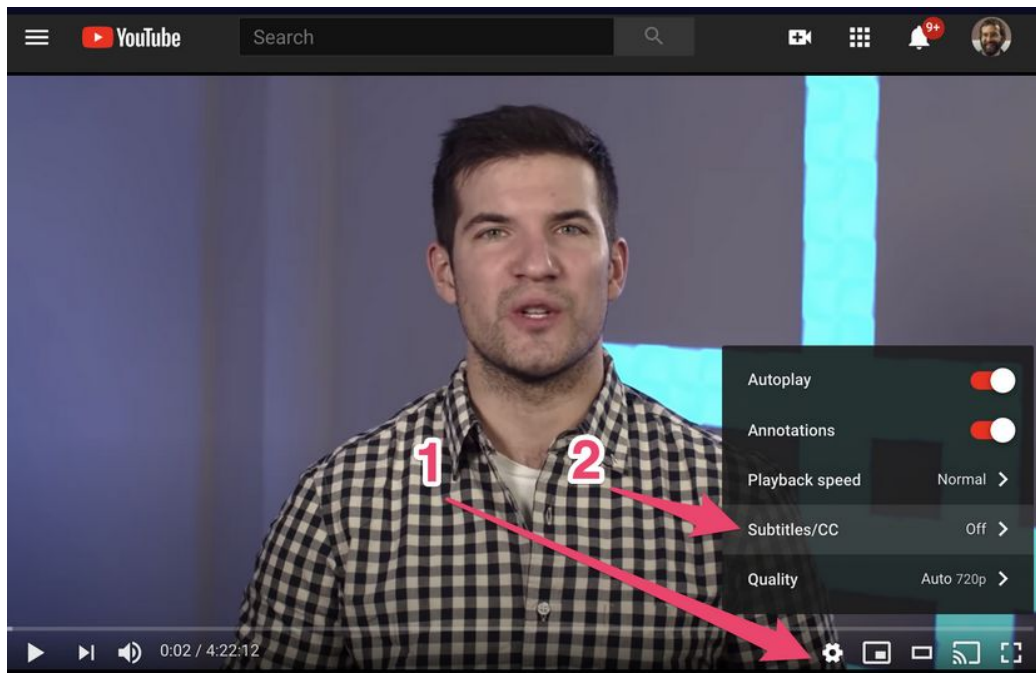 YouTube
Search
9+
Autoplay
Annotations
1
2
Playback speed Normal
Subtitles/CC Off
Quality Auto 720p
0:02 / 4:22:12